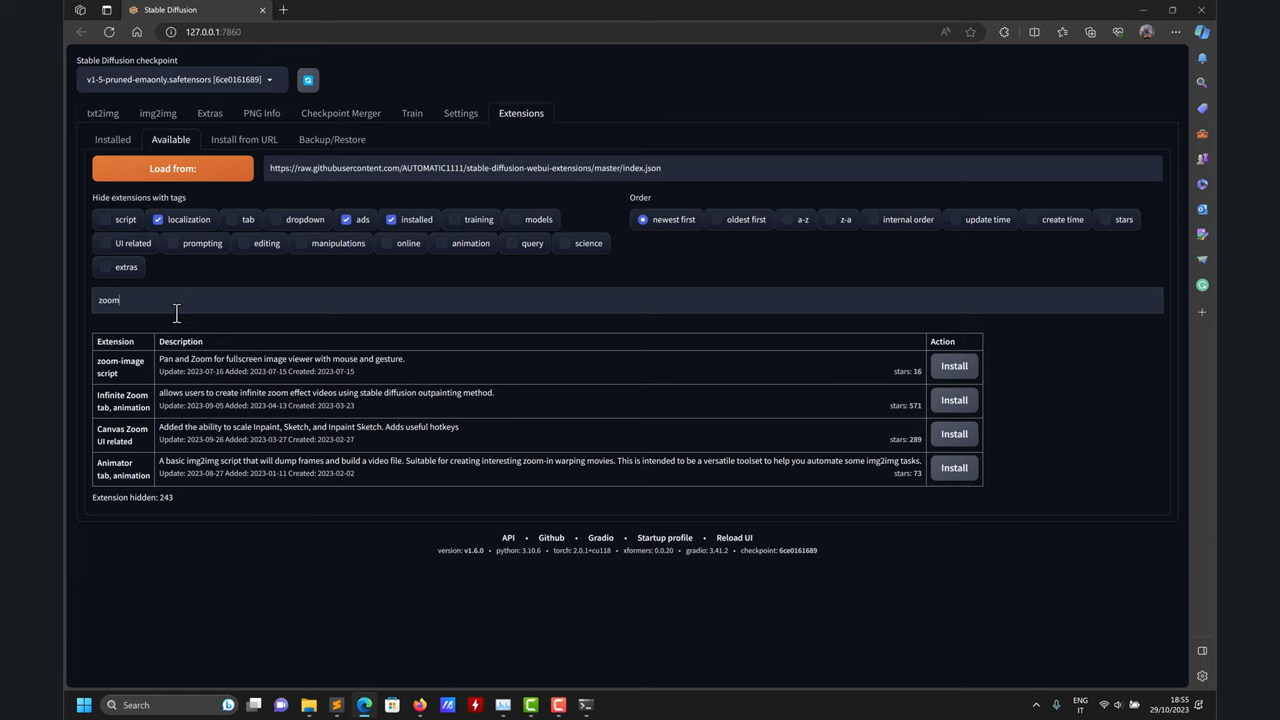 Stable Diffusion
127.0.0.1:7860
Stable Diffusion checkpoint
v1-5-pruned-emaonly.safetensors [6ce0161689]
txt2img img2img Extras PNG Info Checkpoint Merger Train Settings Extensions
Installed Available Install from URL Backup/Restore
Load from: https://raw.githubusercontent.com/AUTOMATIC1111/stable-diffusion-webui-extensions/master/index.json
Hide extensions with tags Order
script localization tab dropdown ads installed training models newest first oldest first a-z z-a internal order update time create time stars
UI related prompting editing manipulations online animation query science
extras
zoom
Extension Description Action
zoom-image Pan and Zoom for fullscreen image viewer with mouse and gesture. Install
script Update: 2023-07-16 Added: 2023-07-15 Created: 2023-07-15 stars: 16
Infinite Zoom allows users to create infinite zoom effect videos using stable diffusion outpainting method. Install
tab, animation Update: 2023-09-05 Added: 2023-04-13 Created: 2023-03-23 stars: 571
Canvas Zoom Added the ability to scale Inpaint, Sketch, and Inpaint Sketch. Adds useful hotkeys Install
UI related Update: 2023-09-26 Added: 2023-03-27 Created: 2023-02-27 stars: 289
Animator A basic img2img script that will dump frames and build a video file. Suitable for creating interesting zoom-in warping movies. This is intended to be a versatile toolset to help you automate some img2img tasks. Install
tab, animation Update: 2023-08-27 Added: 2023-01-11 Created: 2023-02-02 stars: 73
Extension hidden: 243
API • Github • Gradio • Startup profile • Reload UI
version: v1.6.0 • python: 3.10.6 • torch: 2.0.1+cu118 • xformers: 0.0.20 • gradio: 3.41.2 • checkpoint: 6ce0161689
Search ENG 18:55
IT 29/10/2023